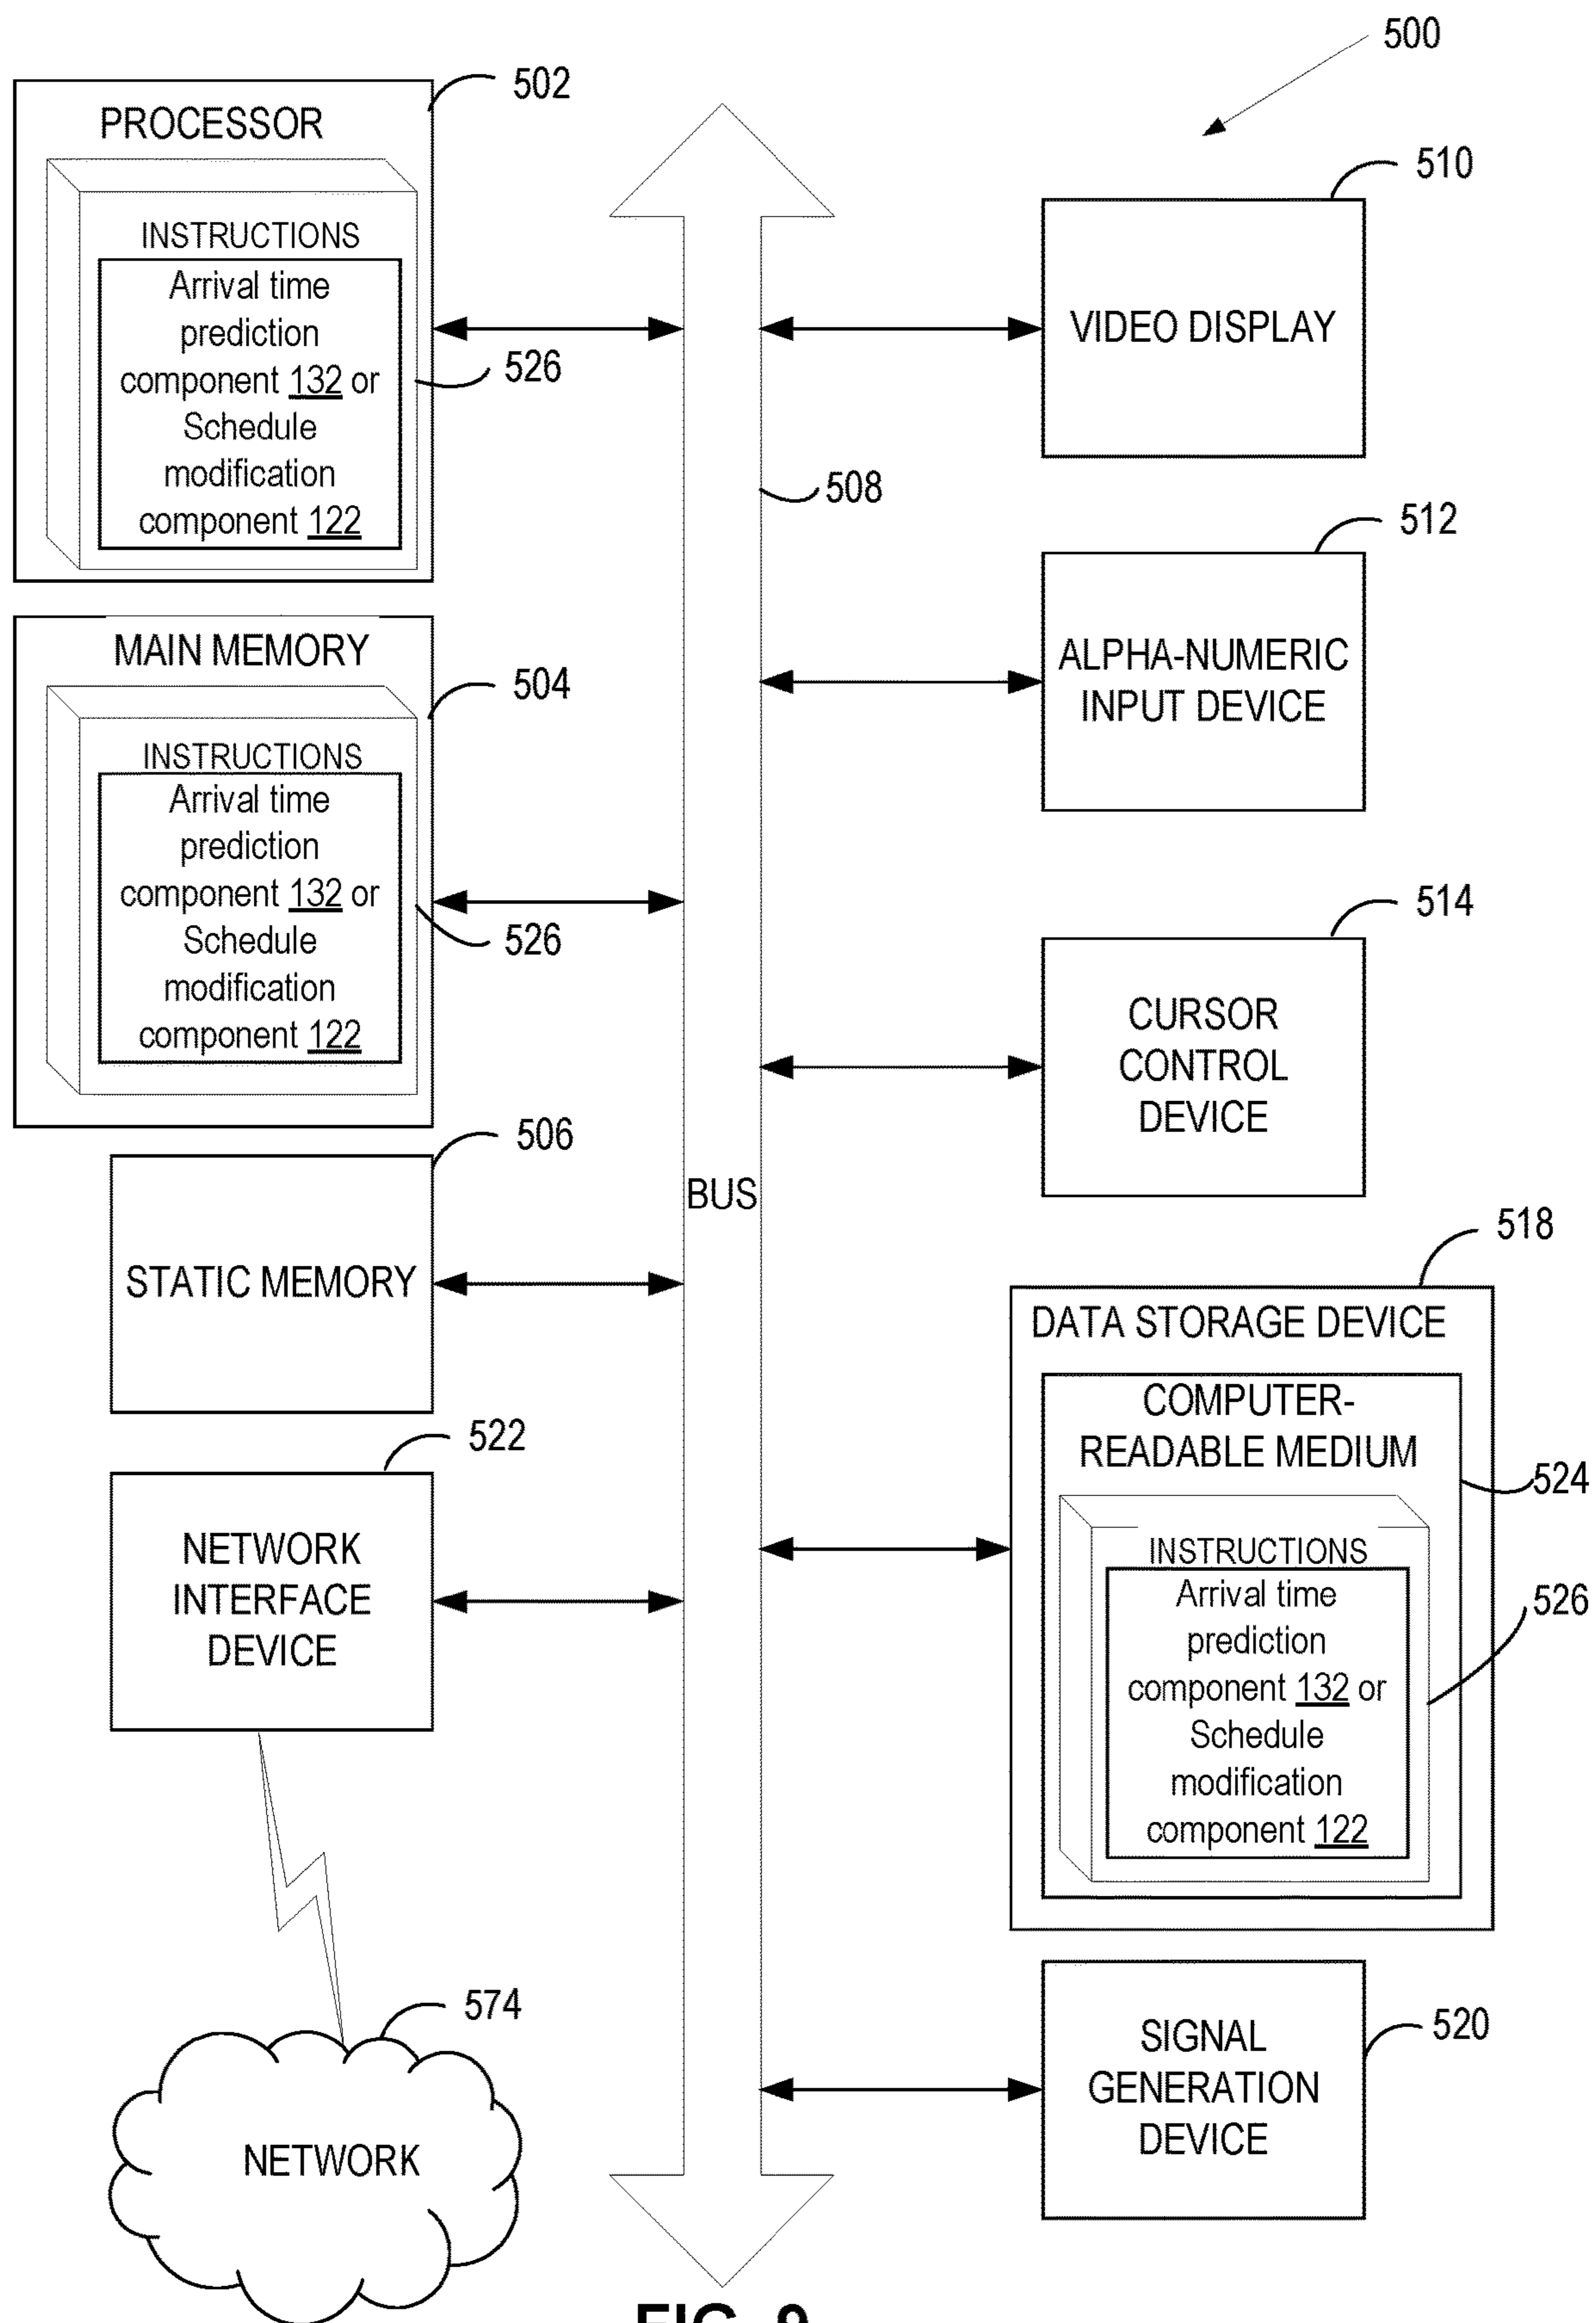 500
502
PROCESSOR
INSTRUCTIONS
Arrival time
prediction
component 132 or
Schedule
modification
component 122
526
MAIN MEMORY
504
INSTRUCTIONS
Arrival time
prediction
component 132 or
Schedule
modification
component 122
526
506
STATIC MEMORY
522
NETWORK
INTERFACE
DEVICE
574
NETWORK
BUS
508
510
VIDEO DISPLAY
512
ALPHA-NUMERIC
INPUT DEVICE
514
CURSOR
CONTROL
DEVICE
518
DATA STORAGE DEVICE
COMPUTER-
READABLE MEDIUM
524
INSTRUCTIONS
Arrival time
prediction
component 132 or
Schedule
modification
component 122
526
520
SIGNAL
GENERATION
DEVICE
FIG. 9